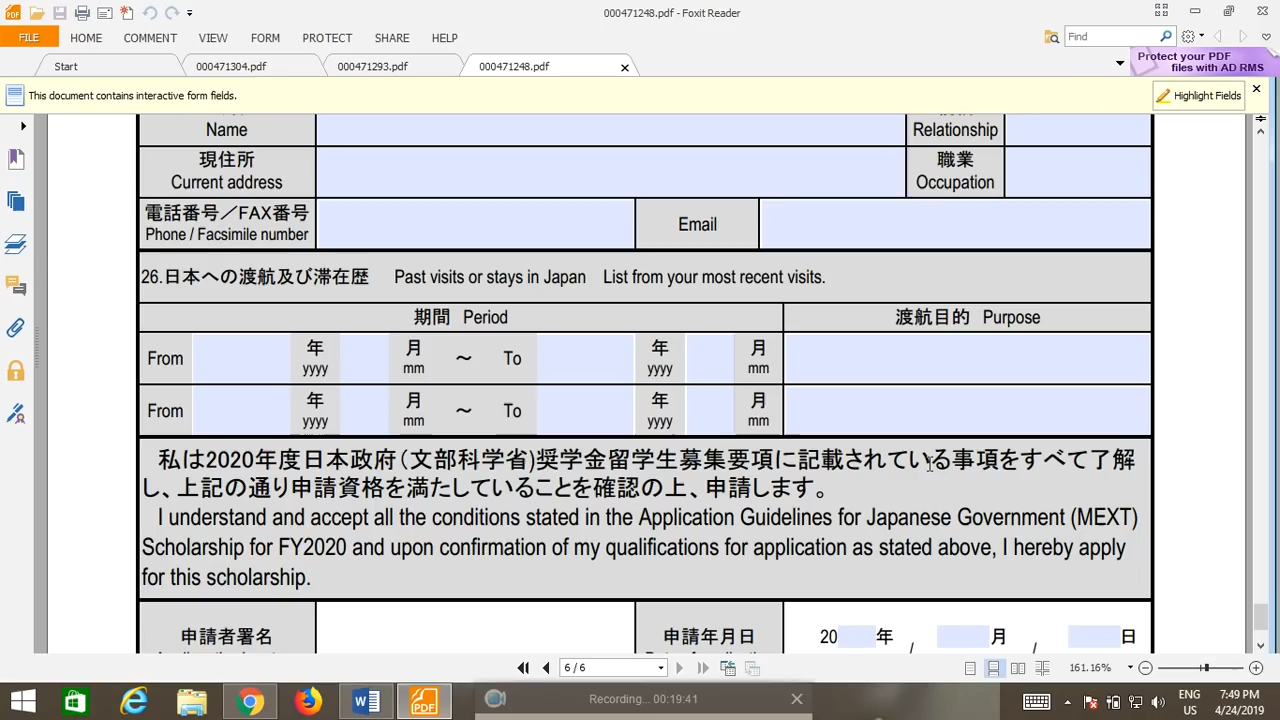 000471248.pdf - Foxit Reader
FILE
HOME
COMMENT
VIEW
FORM
PROTECT
SHARE
HELP
Find
Start
000471304.pdf
000471293.pdf
000471248.pdf
Protect your PDF
files with AD RMS
This document contains interactive form fields.
Highlight Fields
Name
Relationship
現住所
Current address
職業
Occupation
電話番号／FAX番号
Phone / Facsimile number
Email
26.日本への渡航及び滞在歴 Past visits or stays in Japan List from your most recent visits.
期間 Period
渡航目的 Purpose
From 年 月 ～ To 年 月
yyyy mm yyyy mm
From 年 月 ～ To 年 月
yyyy mm yyyy mm
私は2020年度日本政府（文部科学省)奨学金留学生募集要項に記載されている事項をすべて了解
し、上記の通り申請資格を満たしていることを確認の上、申請します。
I understand and accept all the conditions stated in the Application Guidelines for Japanese Government (MEXT)
Scholarship for FY2020 and upon confirmation of my qualifications for application as stated above, I hereby apply
for this scholarship.
申請者署名
申請年月日
20 年 / 月 / 日
6 / 6
161.16%
Recording... 00:19:41
ENG
US
7:49 PM
4/24/2019